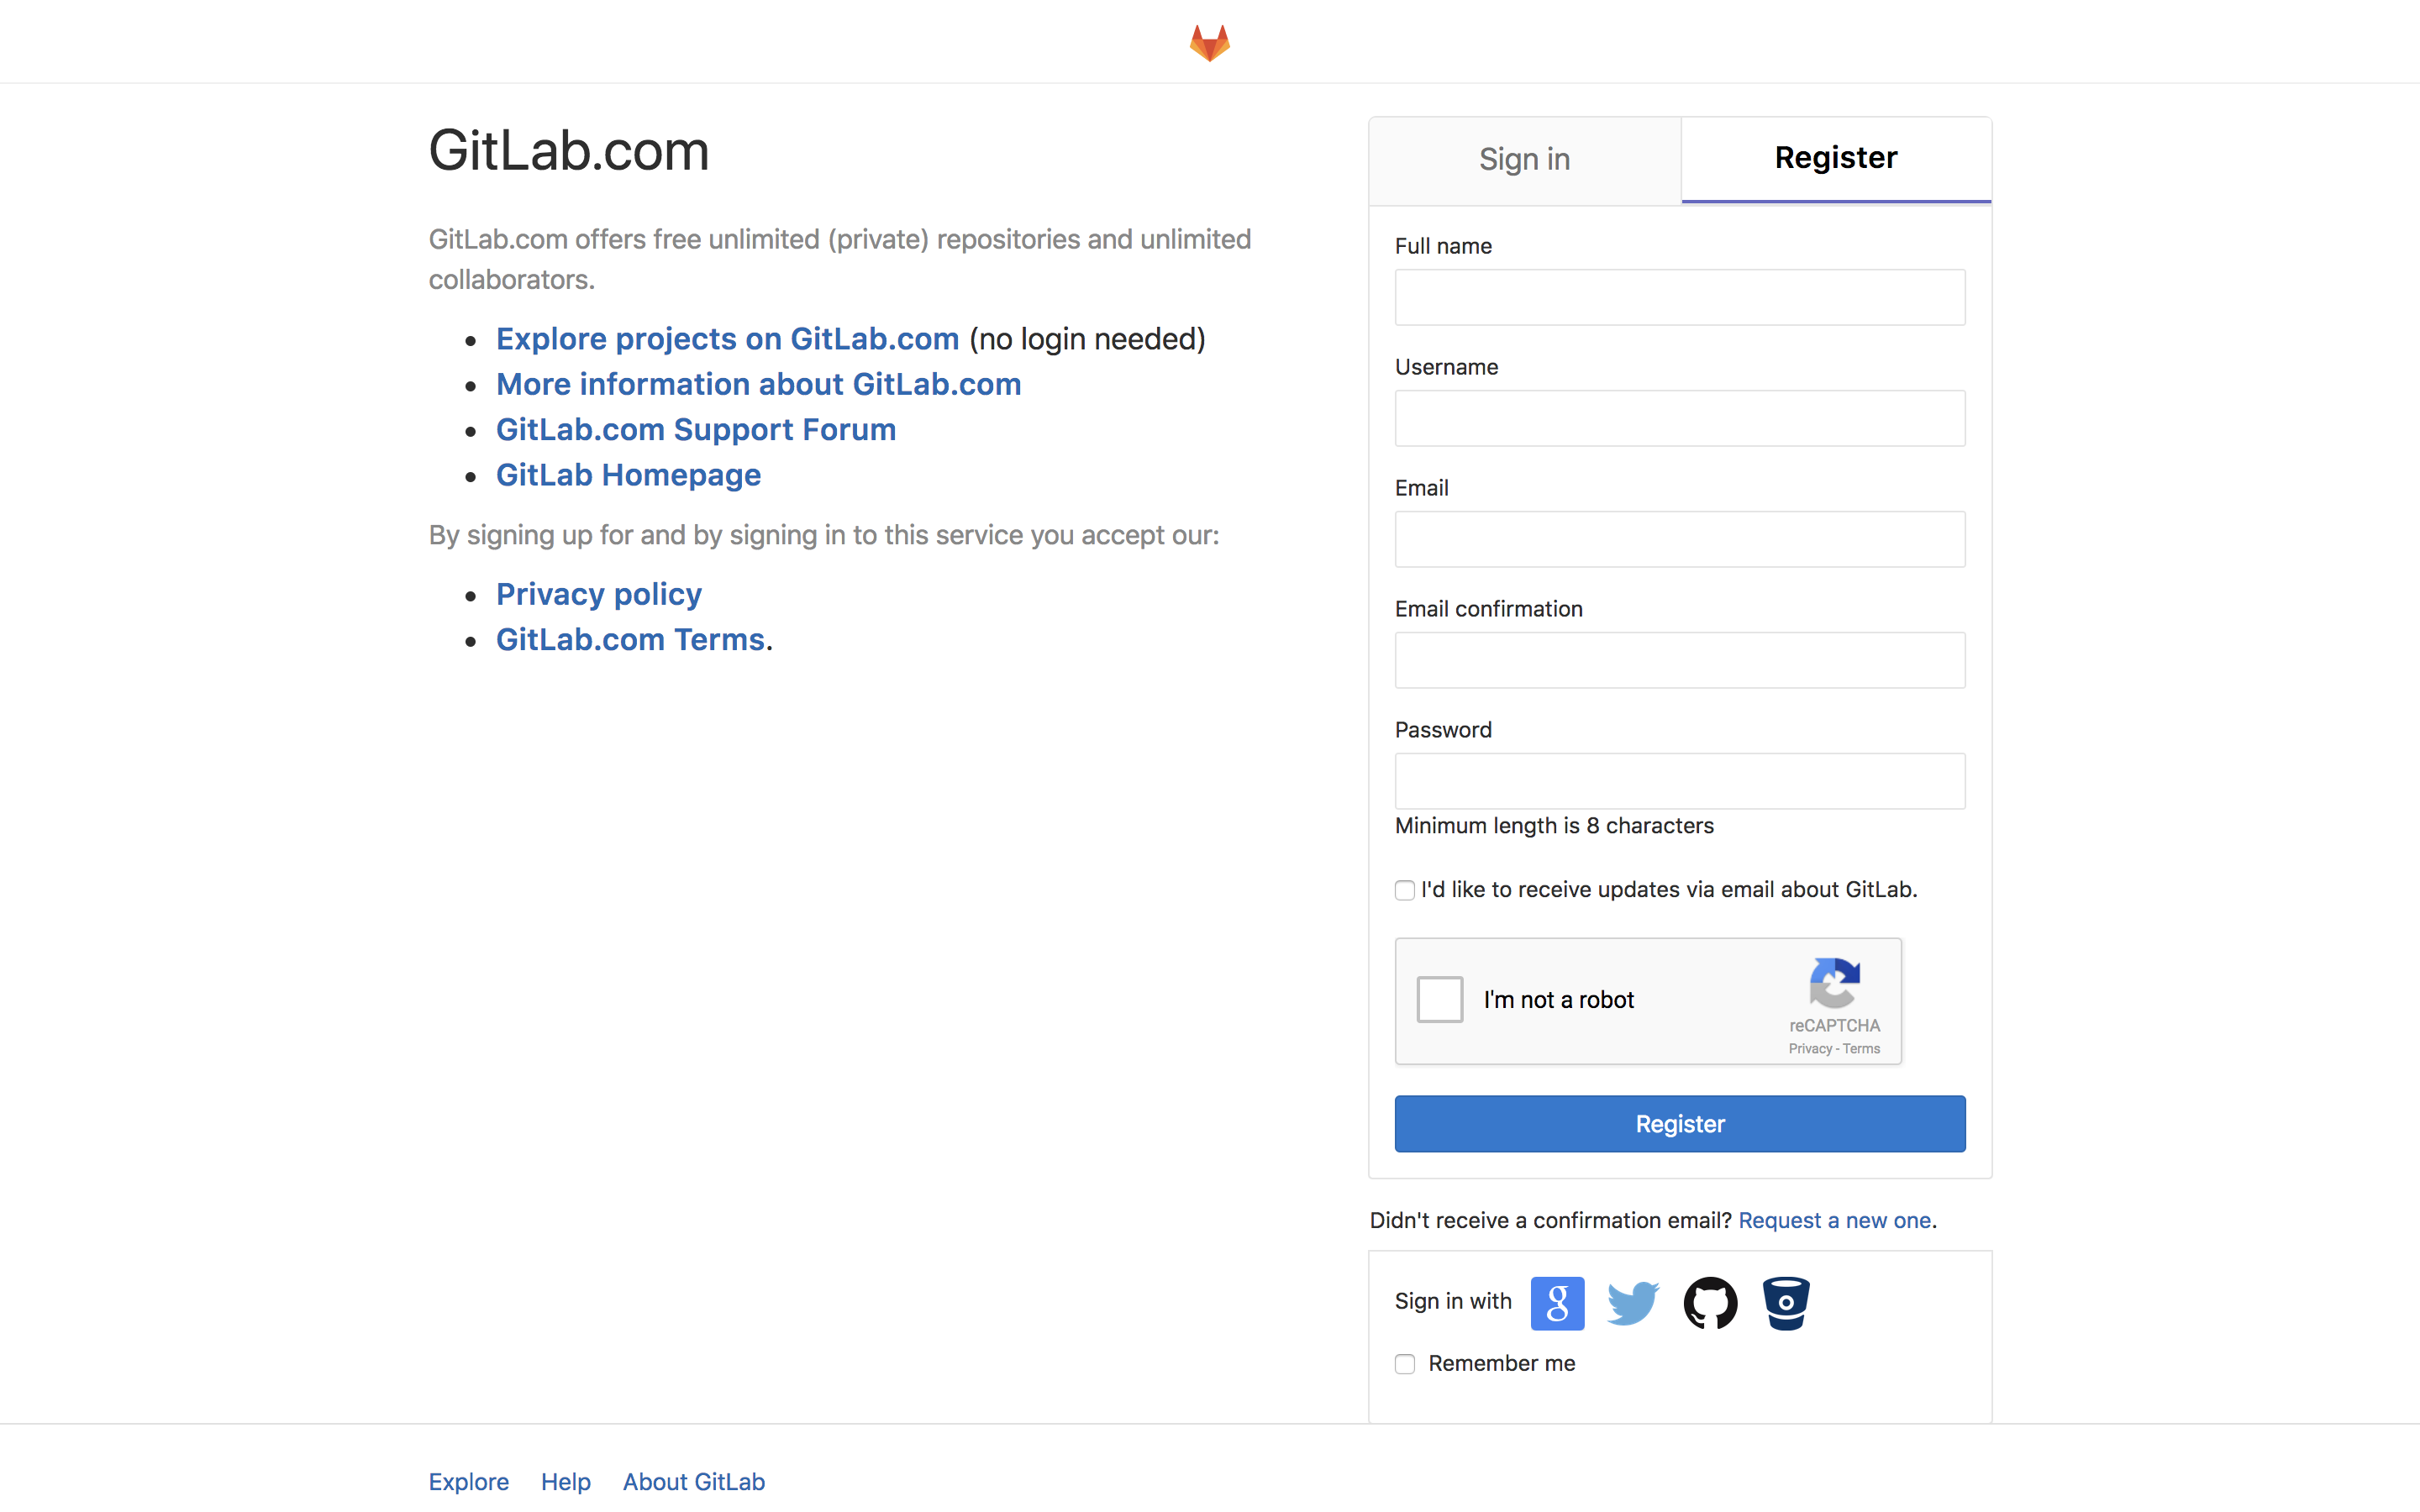 GitLab.com
GitLab.com offers free unlimited (private) repositories and unlimited
collaborators.
Explore projects on GitLab.com (no login needed)
More information about GitLab.com
GitLab.com Support Forum
GitLab Homepage
By signing up for and by signing in to this service you accept our:
Privacy policy
GitLab.com Terms.
Sign in
Register
Full name
Username
Email
Email confirmation
Password
Minimum length is 8 characters
I'd like to receive updates via email about GitLab.
I'm not a robot
reCAPTCHA
Privacy - Terms
Register
Didn't receive a confirmation email? Request a new one.
Sign in with
g
Remember me
Explore Help About GitLab